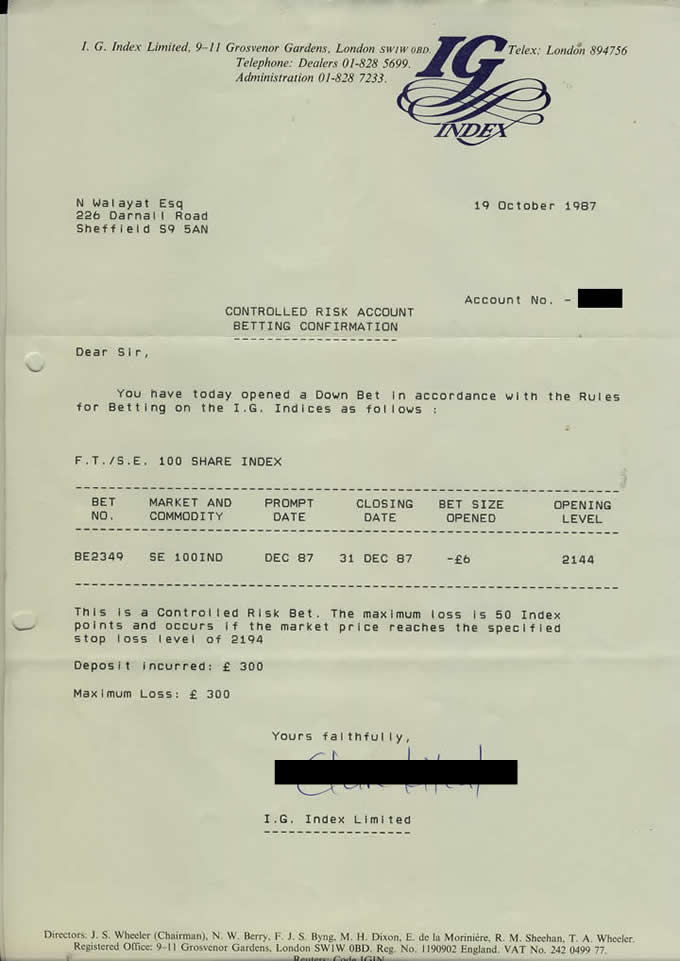 I. G. Index Limited, 9–11 Grosvenor Gardens, London SW1W 0BD.
Telephone: Dealers 01-828 5699.
Administration 01-828 7233.
IG
INDEX
Telex: London 894756
N Walayat Esq
226 Darnall Road
Sheffield S9 5AN
19 October 1987
Account No. -
CONTROLLED RISK ACCOUNT
BETTING CONFIRMATION
Dear Sir,
You have today opened a Down Bet in accordance with the Rules
for Betting on the I.G. Indices as follows :
F.T./S.E. 100 SHARE INDEX
BET MARKET AND PROMPT CLOSING BET SIZE OPENING
NO. COMMODITY DATE DATE OPENED LEVEL
BE2349 SE 100IND DEC 87 31 DEC 87 -£6 2144
This is a Controlled Risk Bet. The maximum loss is 50 Index
points and occurs if the market price reaches the specified
stop loss level of 2194
Deposit incurred: £ 300
Maximum Loss: £ 300
Yours faithfully,
I.G. Index Limited
Directors: J. S. Wheeler (Chairman), N. W. Berry, F. J. S. Byng, M. H. Dixon, E. de la Morinière, R. M. Sheehan, T. A. Wheeler.
Registered Office: 9–11 Grosvenor Gardens, London SW1W 0BD. Reg. No. 1190902 England. VAT No. 242 0499 77.
Reuters: Code IGIN